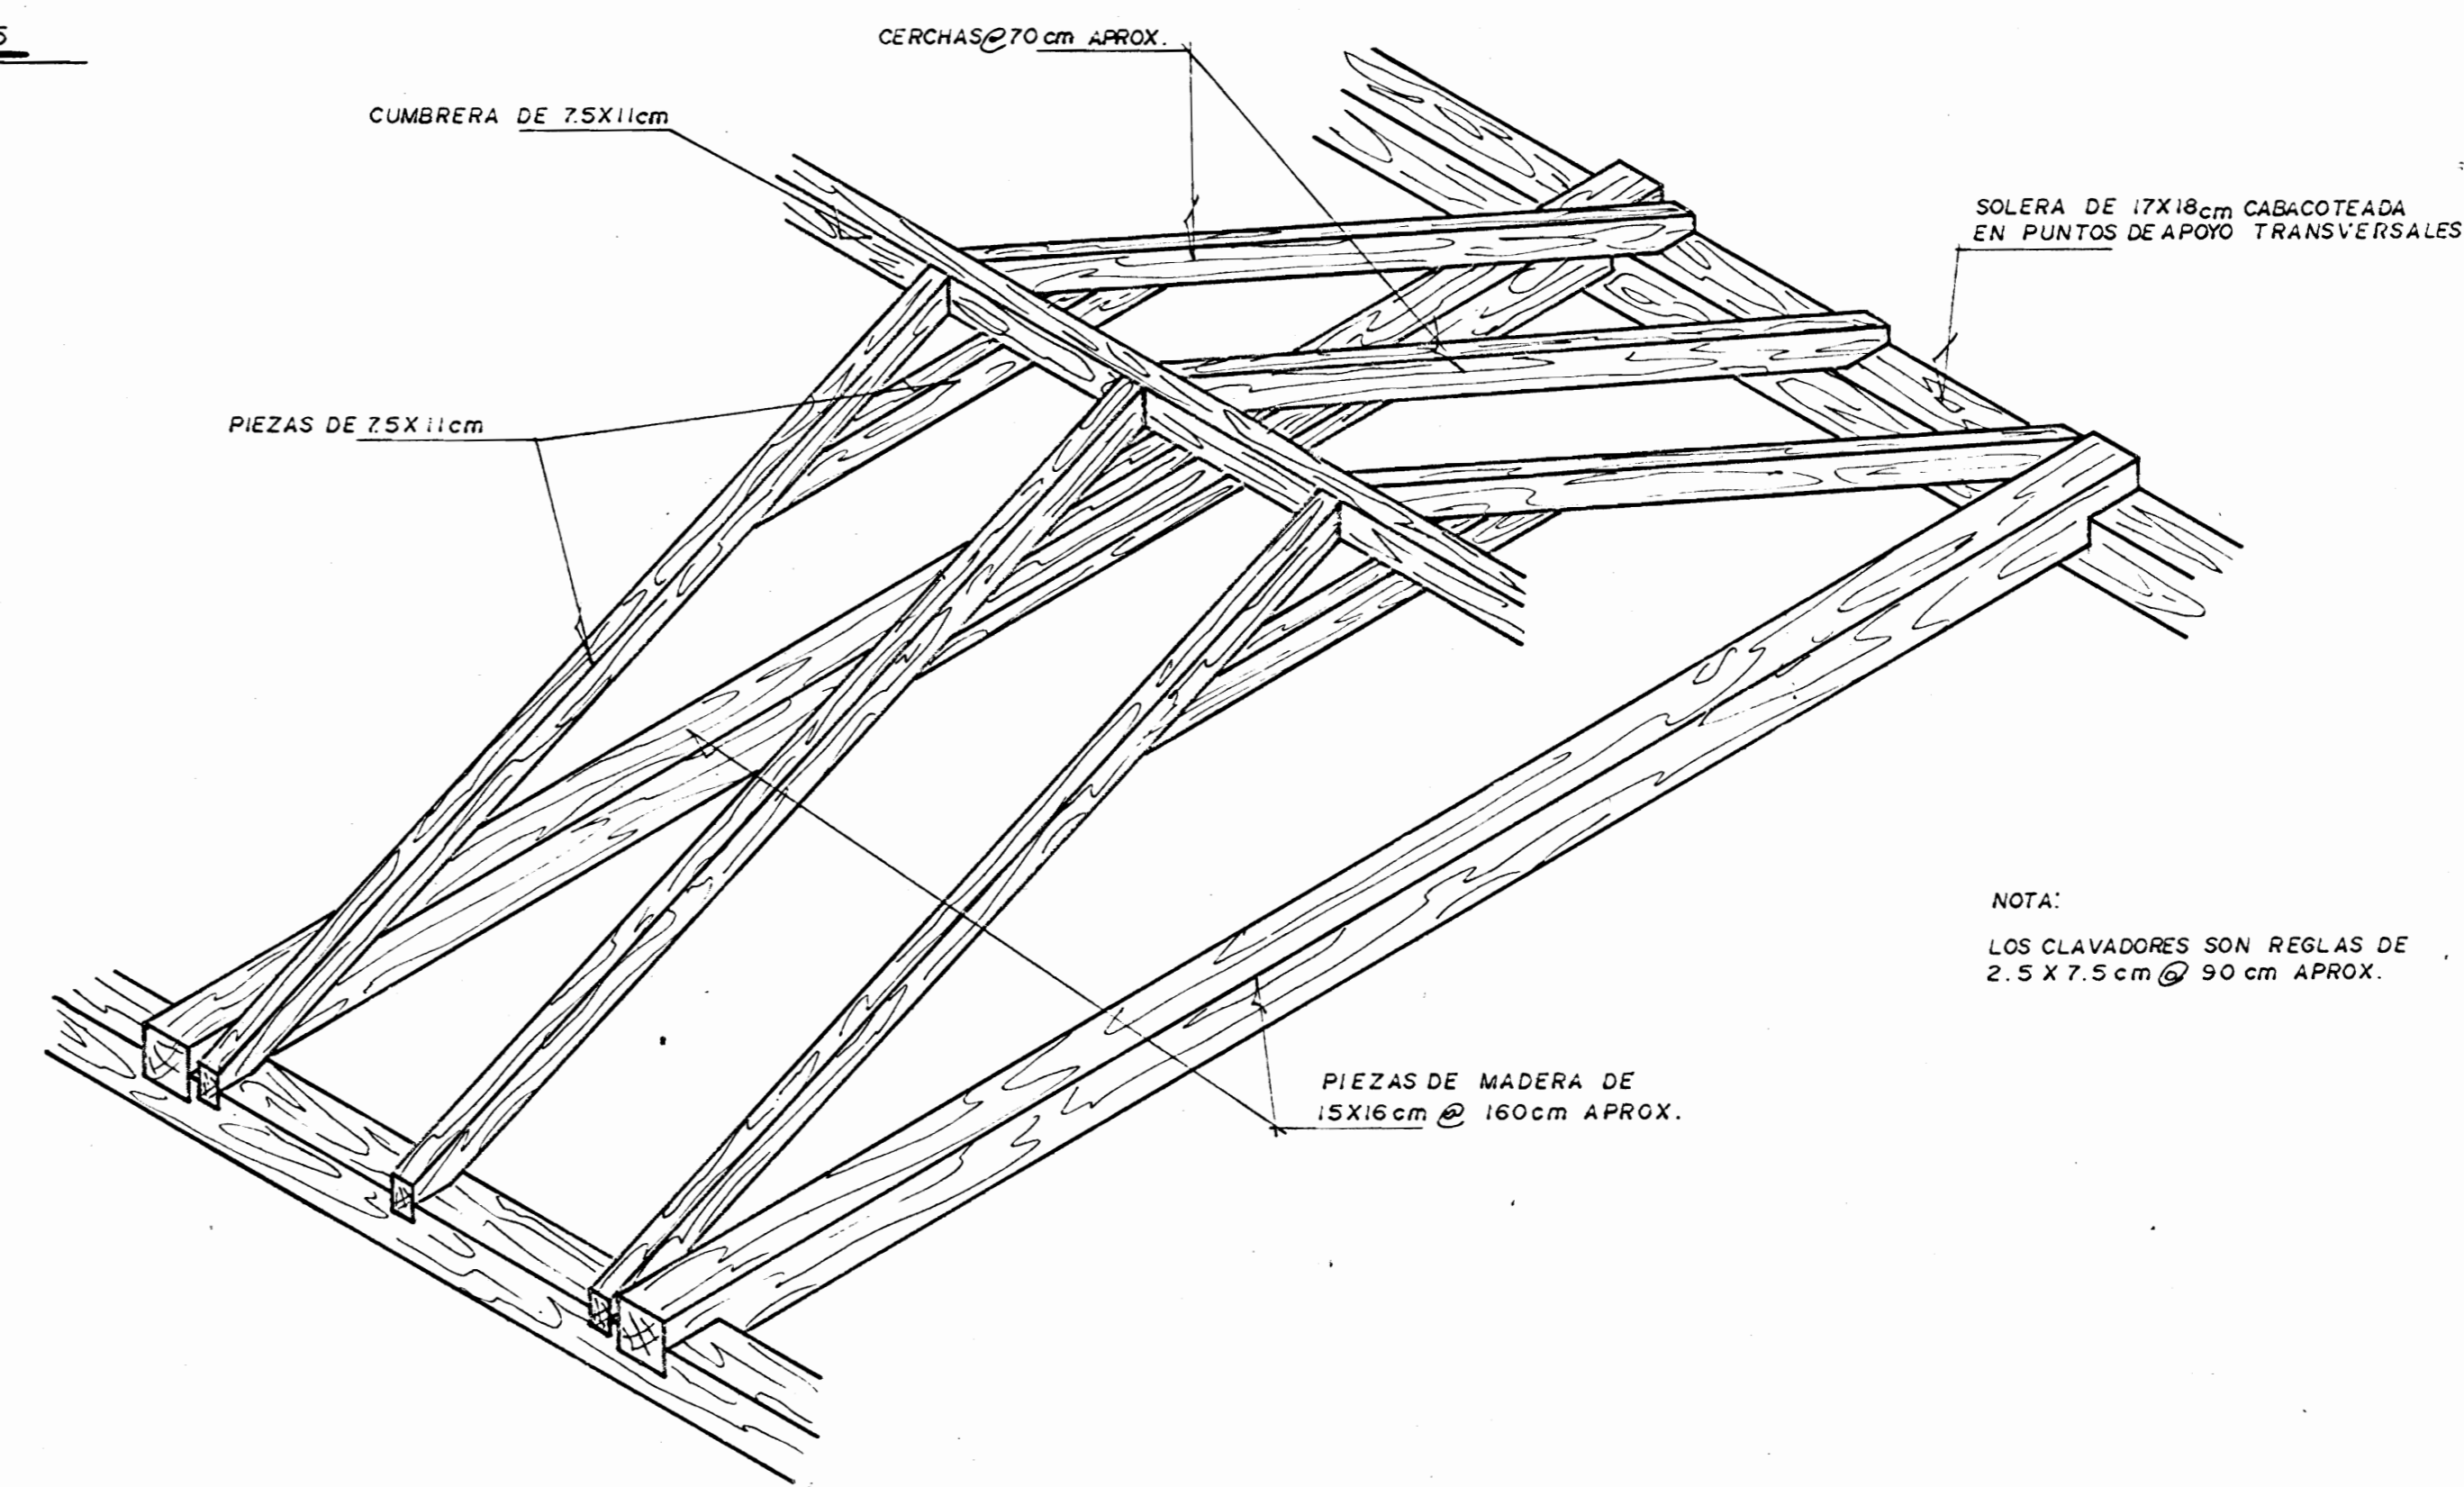 5
CERCHAS@70 cm APROX.
CUMBRERA DE 7.5X11cm
SOLERA DE 17X18cm CABACOTEADA
EN PUNTOS DE APOYO TRANSVERSALES
PIEZAS DE 7.5X11cm
NOTA:
LOS CLAVADORES SON REGLAS DE
2.5 X 7.5 cm @ 90 cm APROX.
PIEZAS DE MADERA DE
15X16cm @ 160cm APROX.